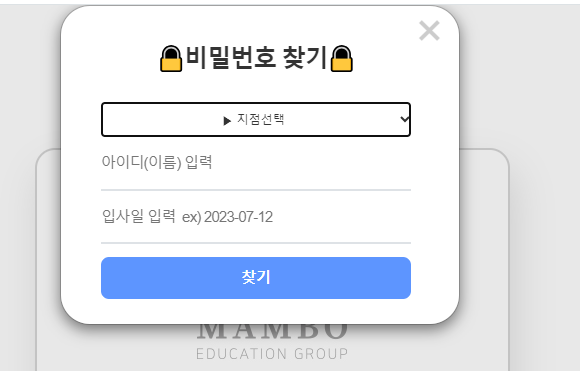 ×
🔒비밀번호 찾기🔒
▶ 지점선택
아이디(이름) 입력
입사일 입력 ex) 2023-07-12
찾기
MAMBO
EDUCATION GROUP